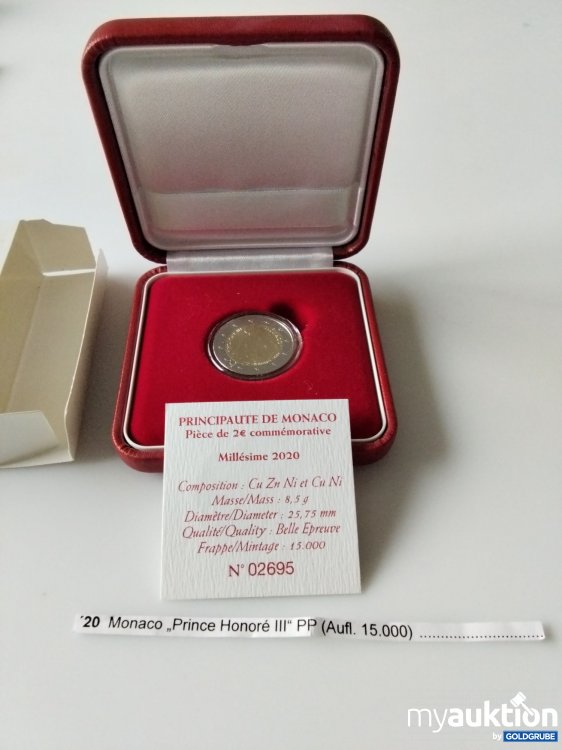 PRINCIPAUTE DE MONACO
Pièce de 2€ commémorative
Millésime 2020
Composition : Cu Zn Ni et Cu Ni
Masse/Mass : 8,5 g
Diamètre/Diameter : 25,75 mm
Qualité/Quality : Belle Epreuve
Frappe/Mintage : 15.000
N° 02695
´20 Monaco „Prince Honoré III“ PP (Aufl. 15.000) ..............................
myauktion
by GOLDGRUBE